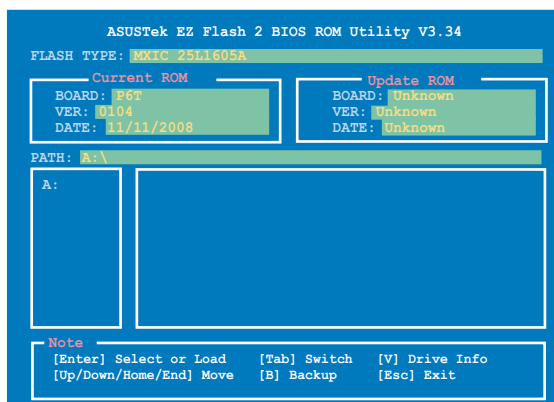 ASUSTek EZ Flash 2 BIOS ROM Utility V3.34
FLASH TYPE: MXIC 25L1605A
Current ROM
BOARD: P6T
VER: 0104
DATE: 11/11/2008
Update ROM
BOARD: Unknown
VER: Unknown
DATE: Unknown
PATH: A:\
A:
Note
[Enter] Select or Load [Tab] Switch [V] Drive Info
[Up/Down/Home/End] Move [B] Backup [Esc] Exit